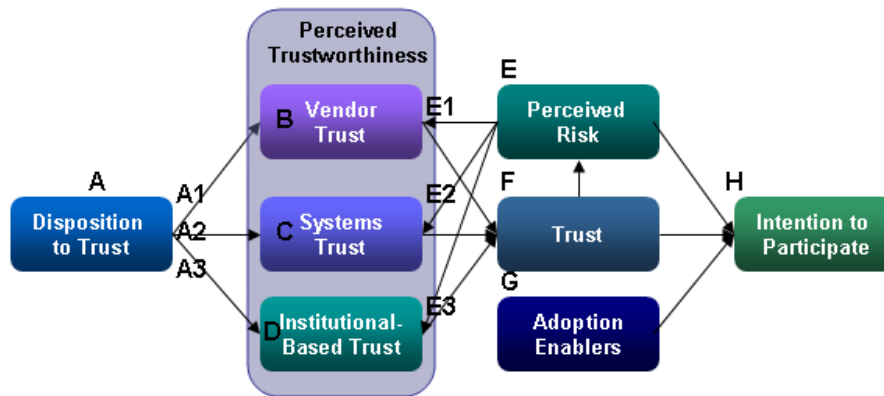 Perceived
Trustworthiness
A
Disposition
to Trust
A1
A2
A3
B
Vendor
Trust
C
Systems
Trust
D
Institutional-
Based Trust
E1
E2
E3
E
Perceived
Risk
F
Trust
G
Adoption
Enablers
H
Intention to
Participate